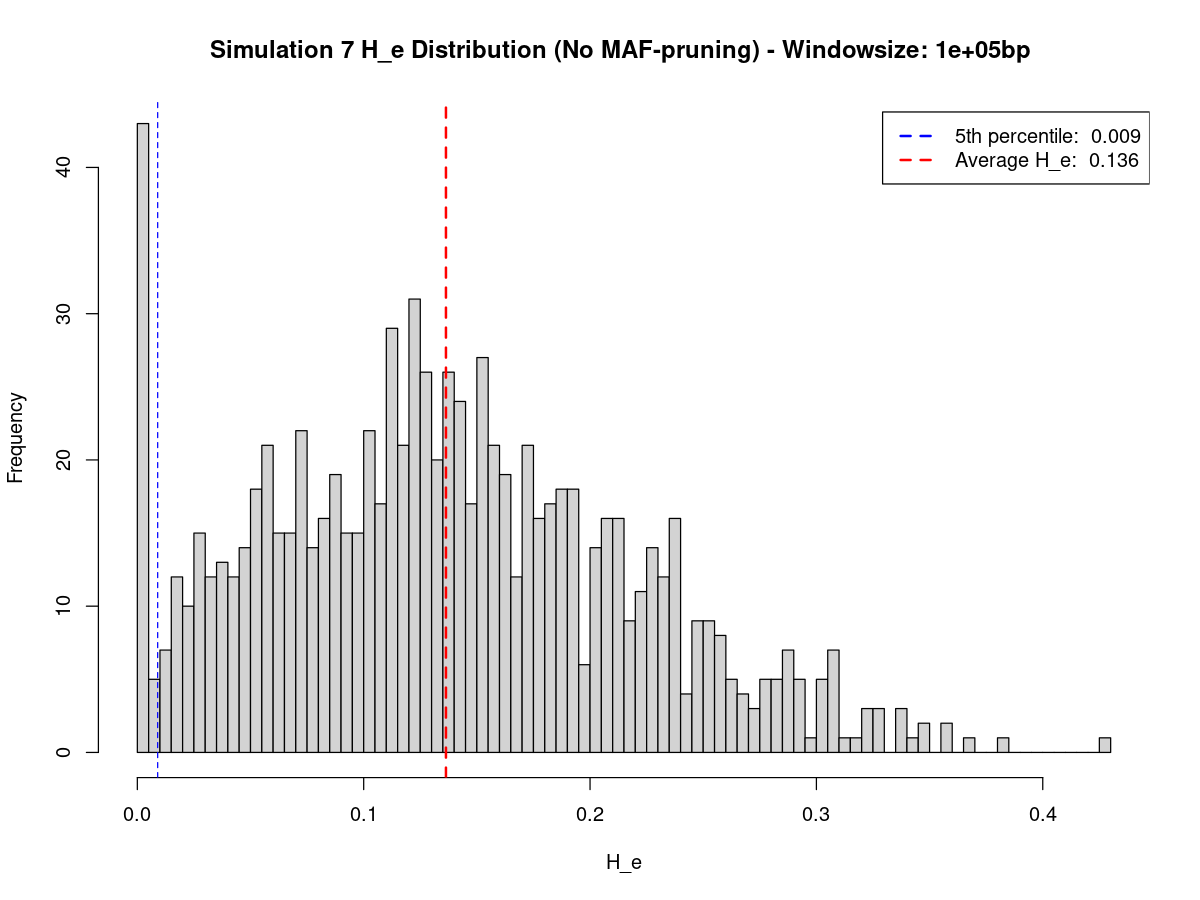 Simulation 7 H_e Distribution (No MAF-pruning) - Windowsize: 1e+05bp
5th percentile:  0.009
Average H_e:  0.136
Frequency
40
30
20
10
0
0.0
0.1
0.2
0.3
0.4
H_e